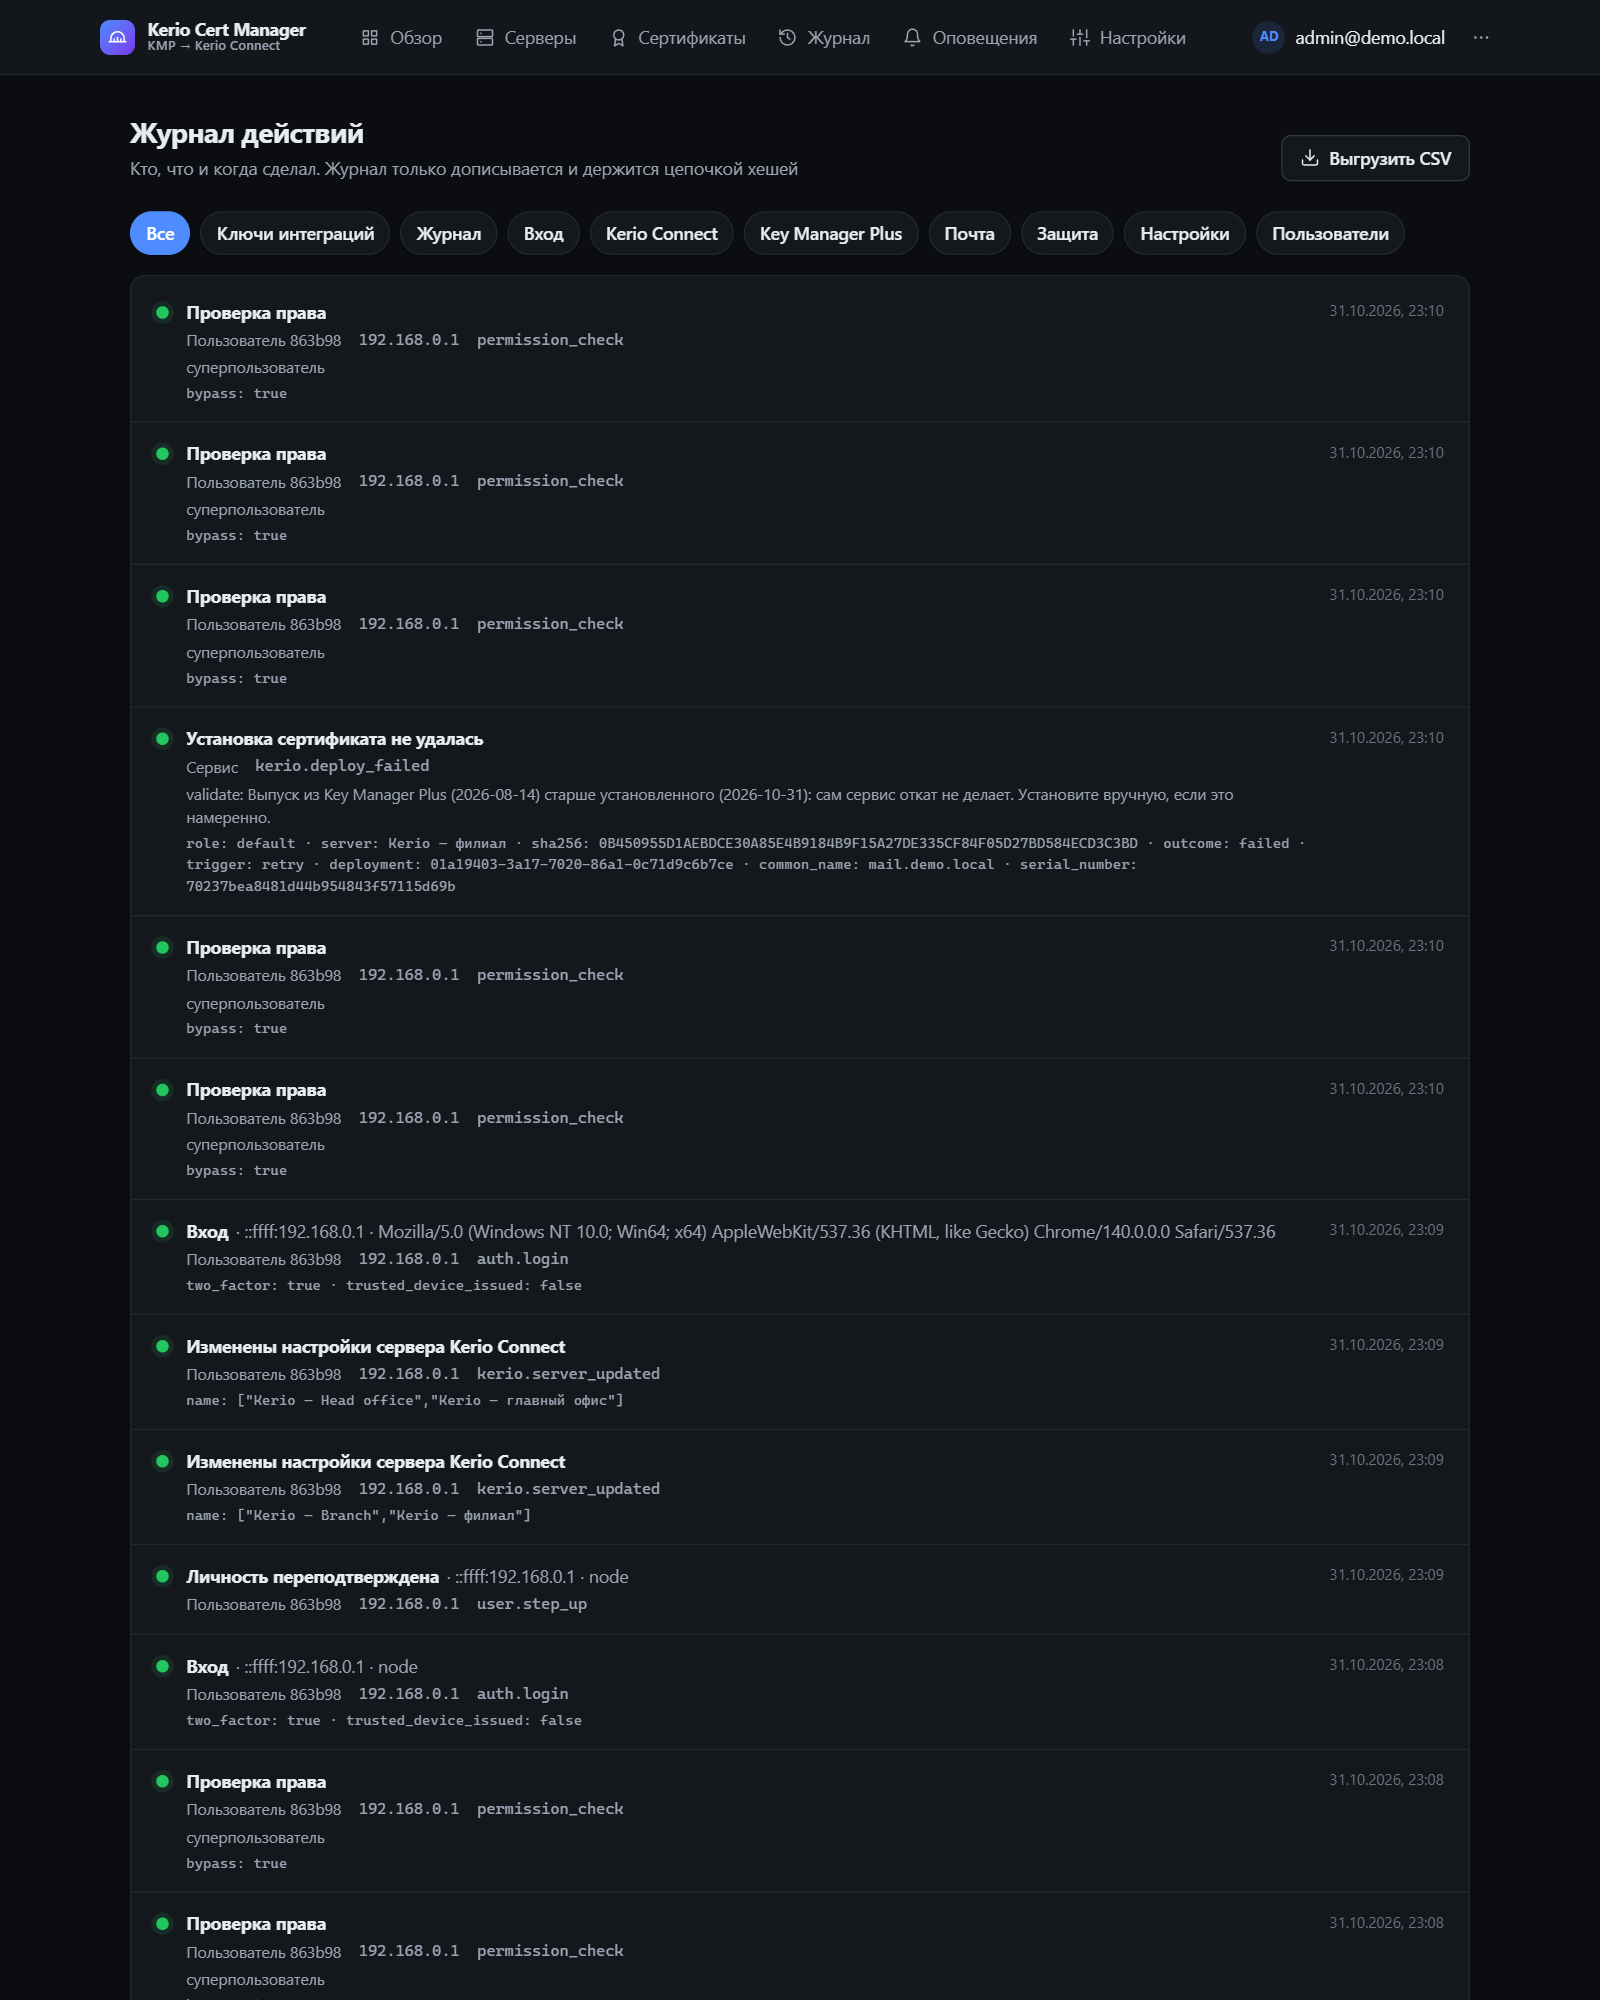 Kerio Cert Manager
KMP → Kerio Connect
Обзор
Серверы
Сертификаты
Журнал
Оповещения
Настройки
AD
admin@demo.local
Журнал действий
Кто, что и когда сделал. Журнал только дописывается и держится цепочкой хешей
Выгрузить CSV
Все
Ключи интеграций
Журнал
Вход
Kerio Connect
Key Manager Plus
Почта
Защита
Настройки
Пользователи
Проверка права
31.10.2026, 23:10
Пользователь 863b98 192.168.0.1 permission_check
суперпользователь
bypass: true
Проверка права
31.10.2026, 23:10
Пользователь 863b98 192.168.0.1 permission_check
суперпользователь
bypass: true
Проверка права
31.10.2026, 23:10
Пользователь 863b98 192.168.0.1 permission_check
суперпользователь
bypass: true
Установка сертификата не удалась
31.10.2026, 23:10
Сервис kerio.deploy_failed
validate: Выпуск из Key Manager Plus (2026-08-14) старше установленного (2026-10-31): сам сервис откат не делает. Установите вручную, если это
намеренно.
role: default · server: Kerio — филиал · sha256: 0B450955D1AEBDCE30A85E4B9184B9F15A27DE335CF84F05D27BD584ECD3C3BD · outcome: failed ·
trigger: retry · deployment: 01a19403-3a17-7020-86a1-0c71d9c6b7ce · common_name: mail.demo.local · serial_number:
70237bea8481d44b954843f57115d69b
Проверка права
31.10.2026, 23:10
Пользователь 863b98 192.168.0.1 permission_check
суперпользователь
bypass: true
Проверка права
31.10.2026, 23:10
Пользователь 863b98 192.168.0.1 permission_check
суперпользователь
bypass: true
Вход · ::ffff:192.168.0.1 · Mozilla/5.0 (Windows NT 10.0; Win64; x64) AppleWebKit/537.36 (KHTML, like Gecko) Chrome/140.0.0.0 Safari/537.36
31.10.2026, 23:09
Пользователь 863b98 192.168.0.1 auth.login
two_factor: true · trusted_device_issued: false
Изменены настройки сервера Kerio Connect
31.10.2026, 23:09
Пользователь 863b98 192.168.0.1 kerio.server_updated
name: ["Kerio — Head office","Kerio — главный офис"]
Изменены настройки сервера Kerio Connect
31.10.2026, 23:09
Пользователь 863b98 192.168.0.1 kerio.server_updated
name: ["Kerio — Branch","Kerio — филиал"]
Личность переподтверждена · ::ffff:192.168.0.1 · node
31.10.2026, 23:09
Пользователь 863b98 192.168.0.1 user.step_up
Вход · ::ffff:192.168.0.1 · node
31.10.2026, 23:08
Пользователь 863b98 192.168.0.1 auth.login
two_factor: true · trusted_device_issued: false
Проверка права
31.10.2026, 23:08
Пользователь 863b98 192.168.0.1 permission_check
суперпользователь
bypass: true
Проверка права
31.10.2026, 23:08
Пользователь 863b98 192.168.0.1 permission_check
суперпользователь